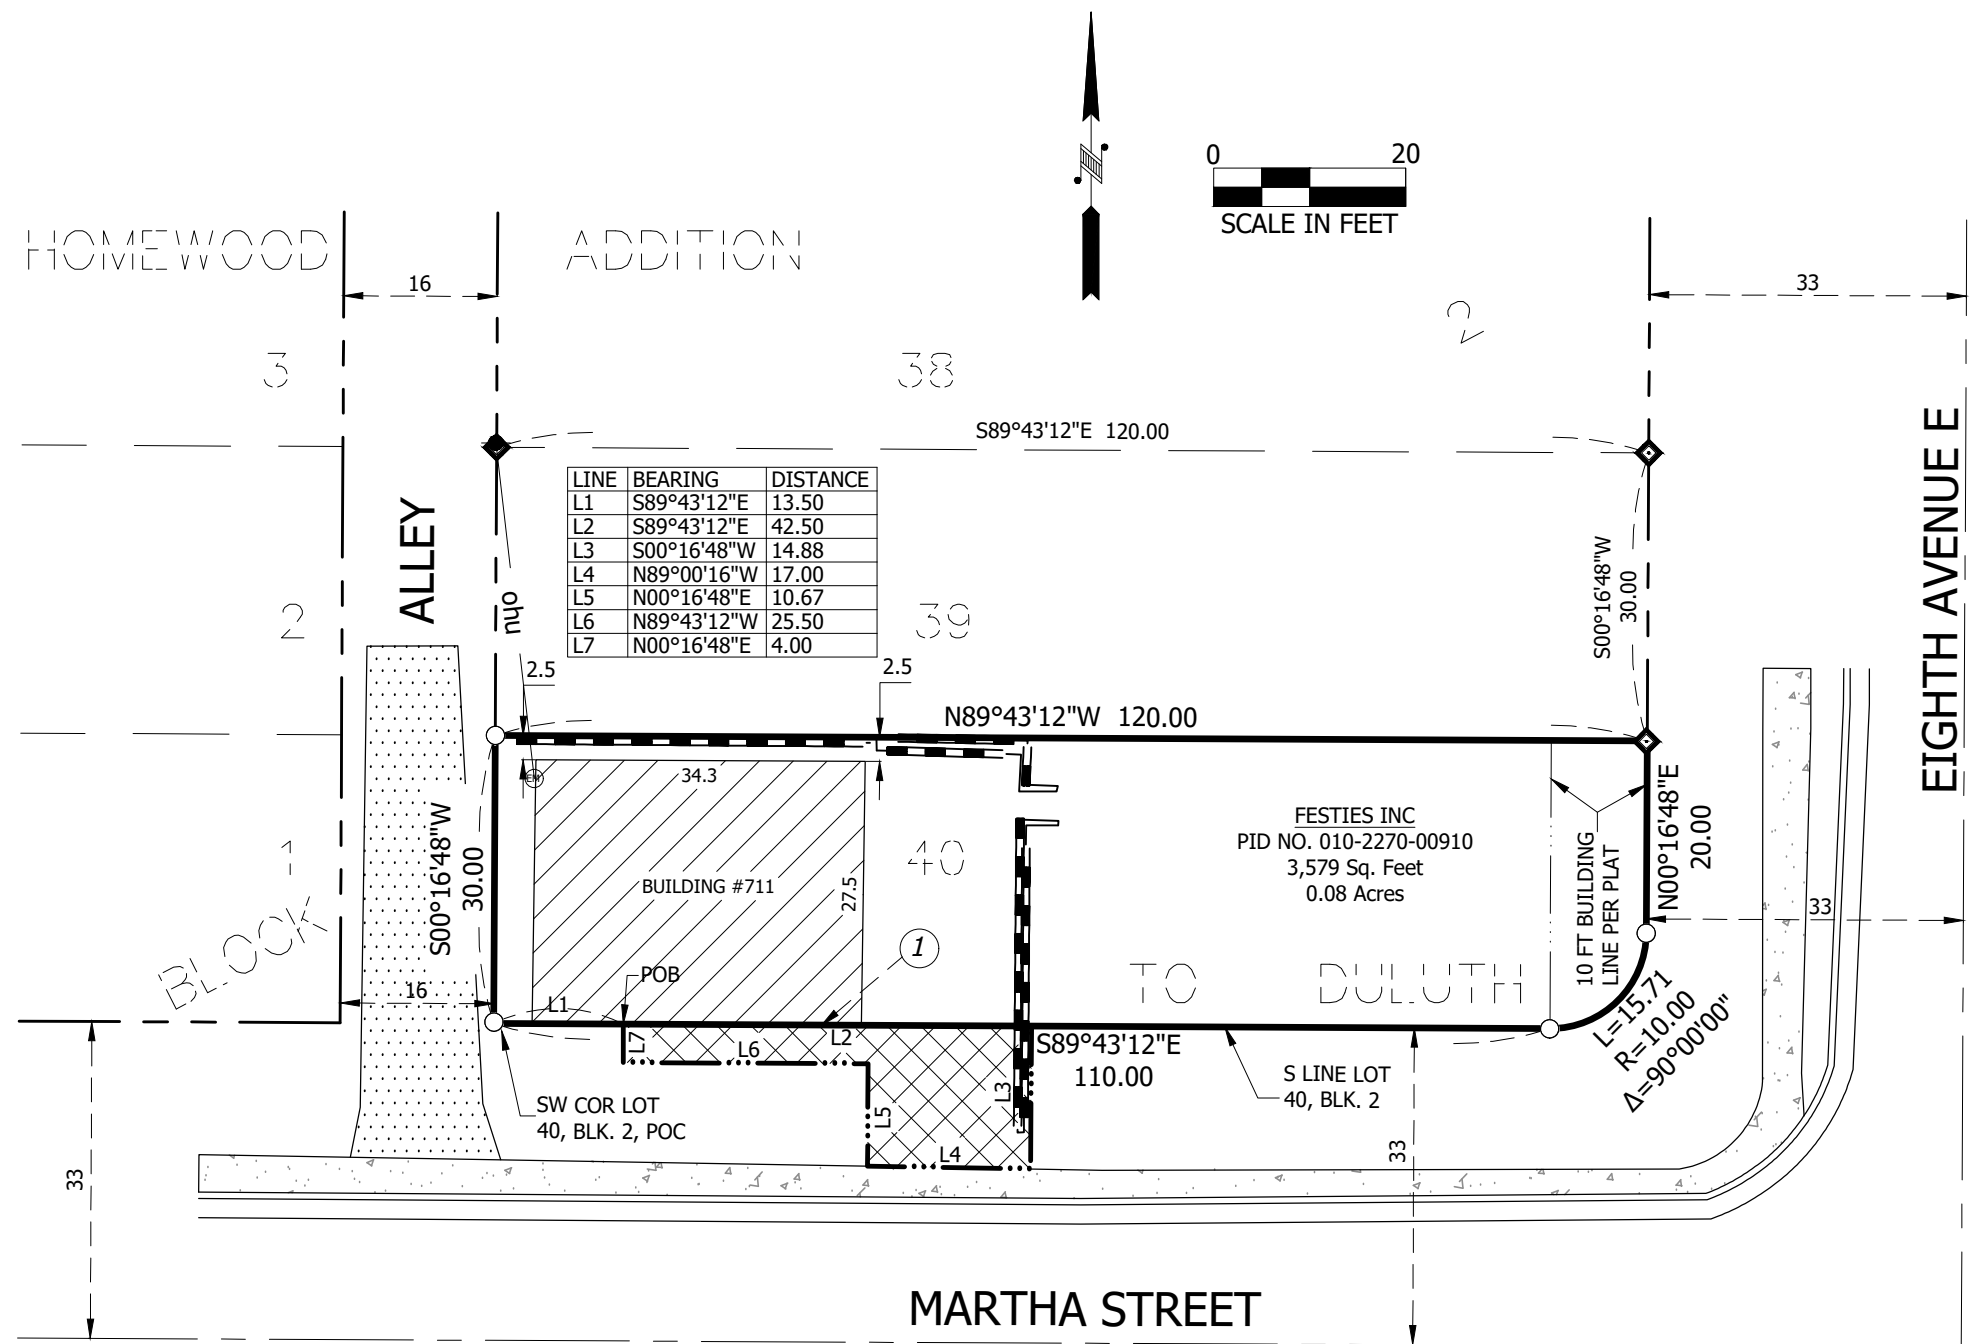 0 20
SCALE IN FEET
HOMEWOOD ADDITION
16
33
3
38
2
S89°43'12"E 120.00
LINE BEARING DISTANCE
L1 S89°43'12"E 13.50
L2 S89°43'12"E 42.50
L3 S00°16'48"W 14.88
L4 N89°00'16"W 17.00
L5 N00°16'48"E 10.67
L6 N89°43'12"W 25.50
L7 N00°16'48"E 4.00
ALLEY
ohu
2
39
S00°16'48"W
30.00
EIGHTH AVENUE E
2.5
2.5
N89°43'12"W 120.00
EM
34.3
27.5
BUILDING #711
1
40
FESTIES INC
PID NO. 010-2270-00910
3,579 Sq. Feet
0.08 Acres
10 FT BUILDING
LINE PER PLAT
N00°16'48"E
20.00
33
S00°16'48"W
30.00
BLOCK
1
POB
TO DULUTH
16
L1
L2
L7
L6
L3
L5
L4
S89°43'12"E
110.00
L=15.71
R=10.00
Δ=90°00'00"
SW COR LOT
40, BLK. 2, POC
S LINE LOT
40, BLK. 2
33
33
MARTHA STREET